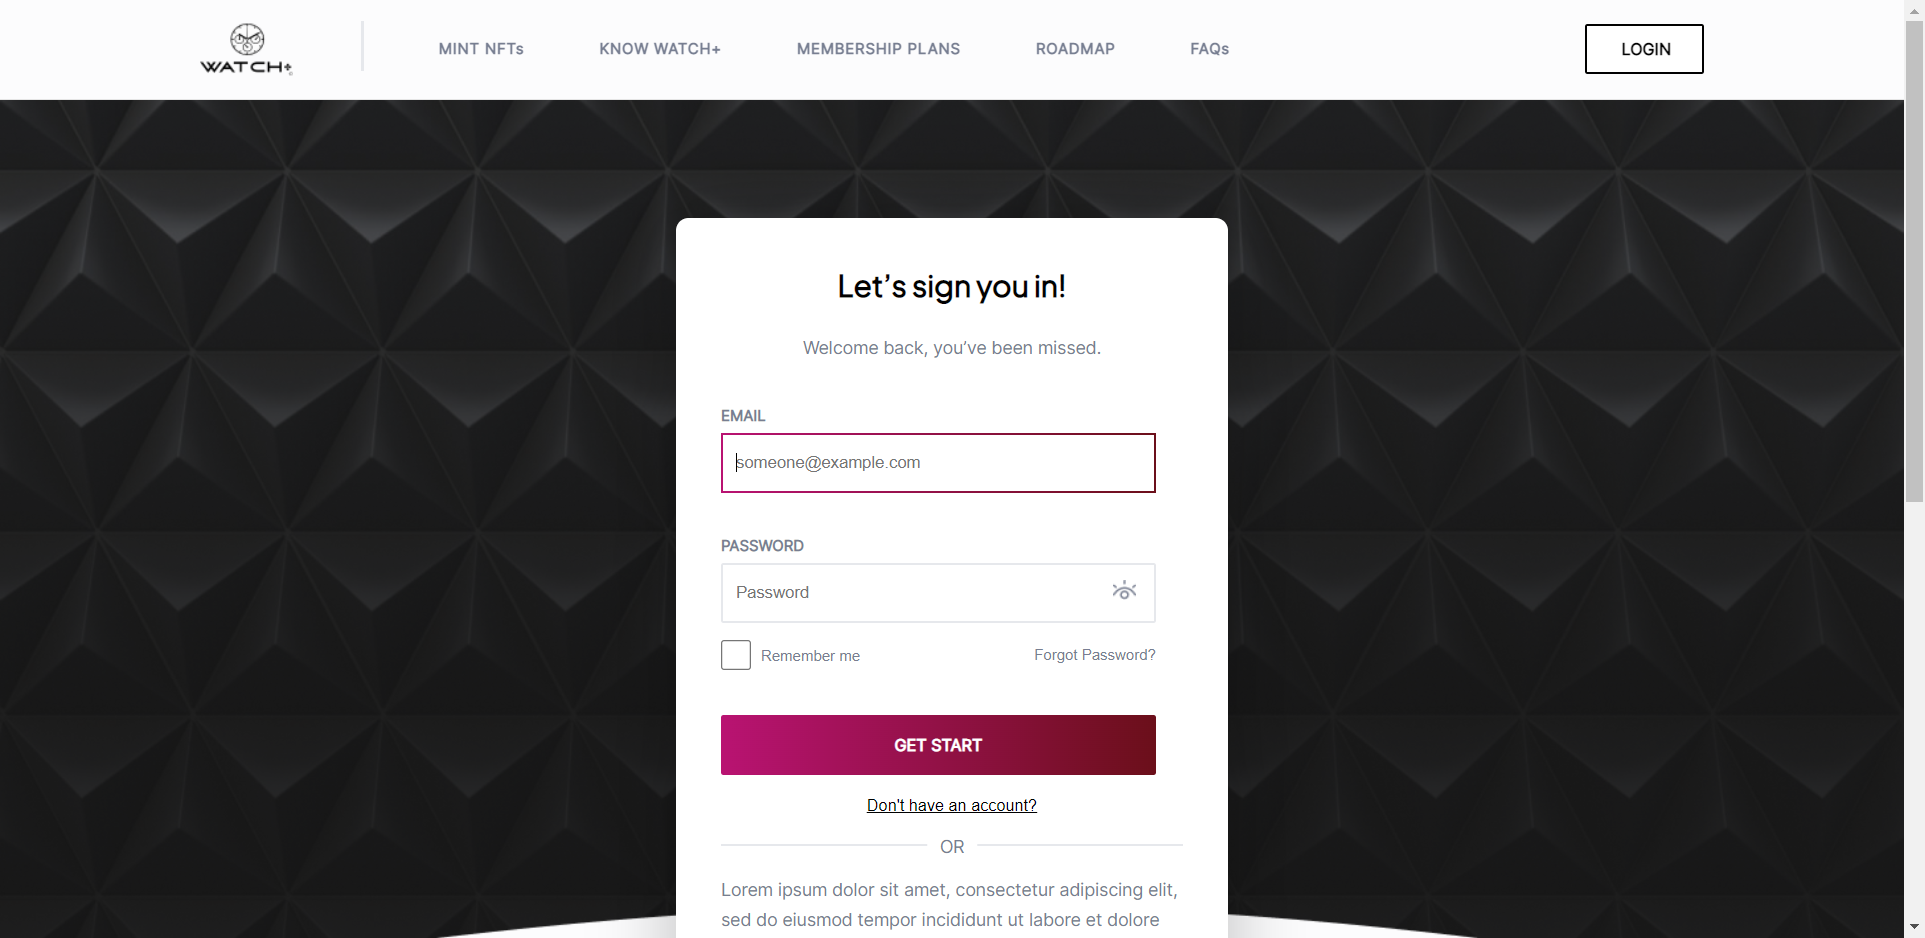 WATCH+
MINT NFTs
KNOW WATCH+
MEMBERSHIP PLANS
ROADMAP
FAQs
LOGIN
Let’s sign you in!
Welcome back, you’ve been missed.
EMAIL
someone@example.com
PASSWORD
Password
Remember me
Forgot Password?
GET START
Don't have an account?
OR
Lorem ipsum dolor sit amet, consectetur adipiscing elit,
sed do eiusmod tempor incididunt ut labore et dolore